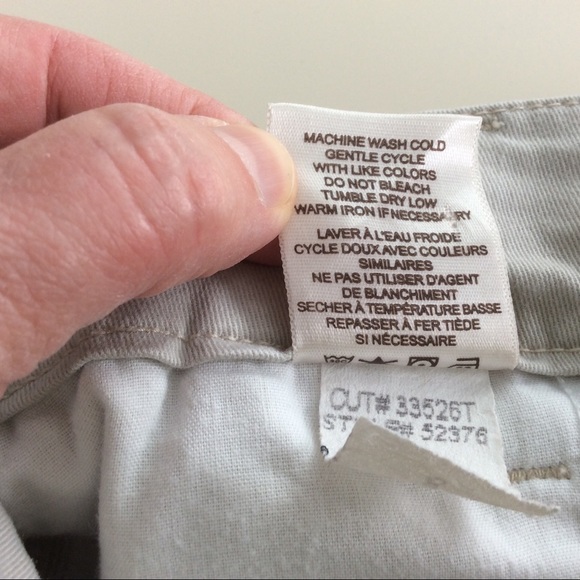 MACHINE WASH COLD
GENTLE CYCLE
WITH LIKE COLORS
DO NOT BLEACH
TUMBLE DRY LOW
WARM IRON IF NECESSARY
LAVER À L'EAU FROIDE
CYCLE DOUX AVEC COULEURS
SIMILAIRES
NE PAS UTILISER D'AGENT
DE BLANCHIMENT
SECHER À TEMPÉRATURE BASSE
REPASSER À FER TIÈDE
SI NÉCESSAIRE
CUT# 33526T
52376